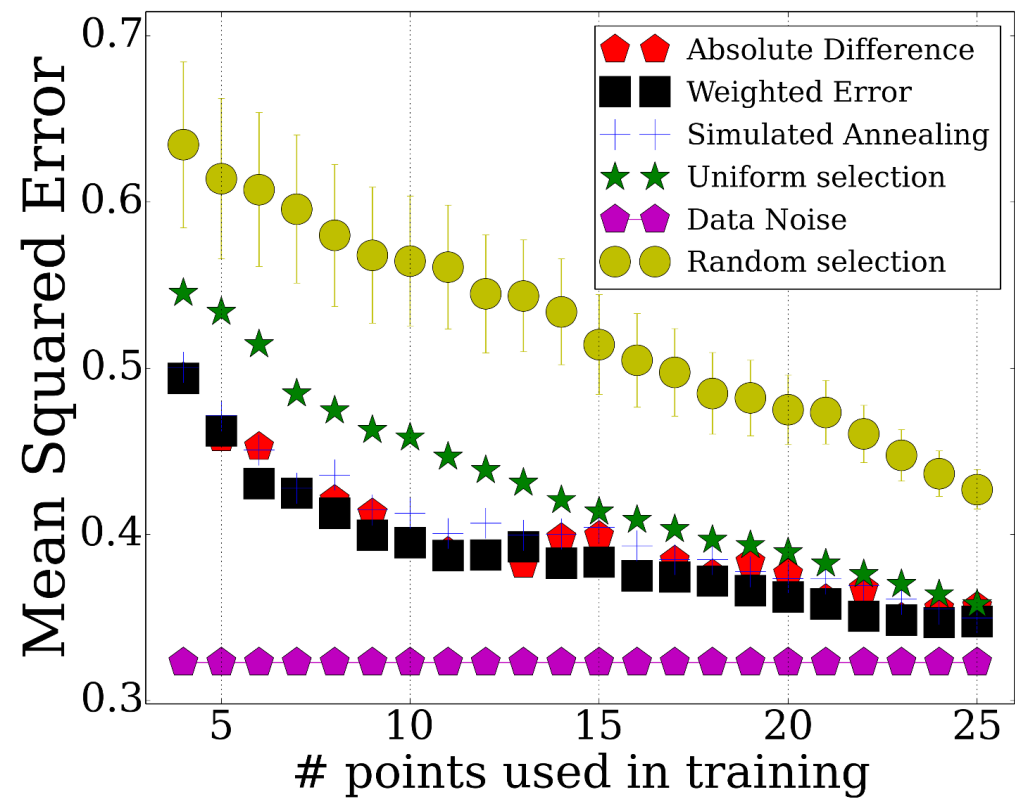 Mean Squared Error
0.7
0.6
0.5
0.4
0.3
Absolute Difference
Weighted Error
Simulated Annealing
Uniform selection
Data Noise
Random selection
5 10 15 20 25
# points used in training